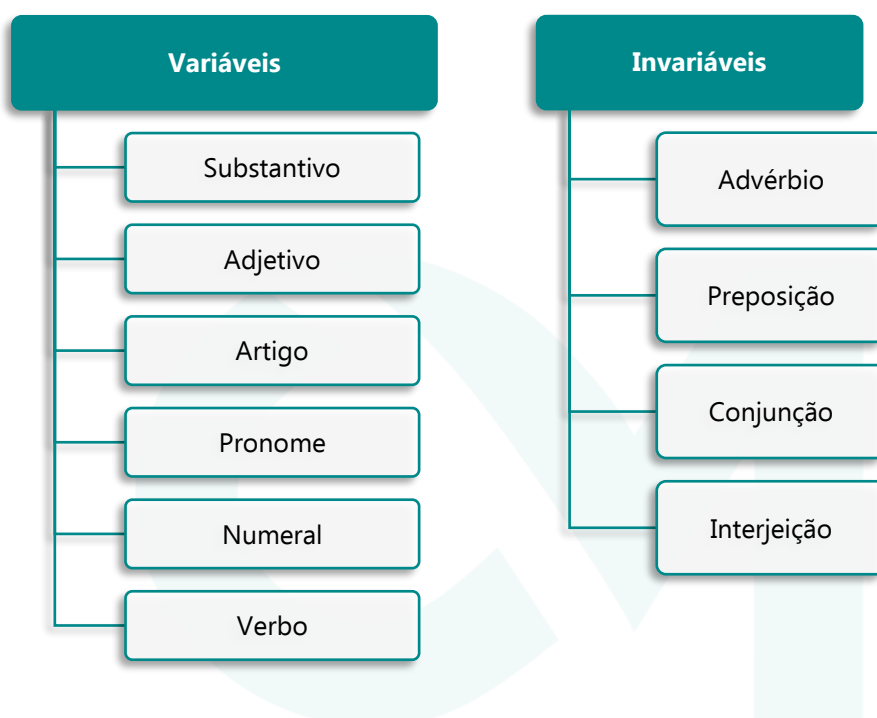 Variáveis
Substantivo
Adjetivo
Artigo
Pronome
Numeral
Verbo
Invariáveis
Advérbio
Preposição
Conjunção
Interjeição